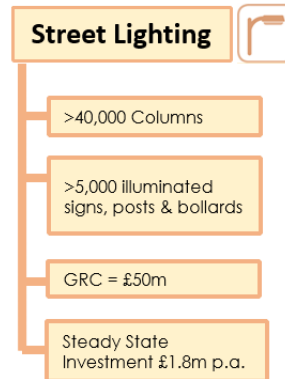 Street Lighting
>40,000 Columns
>5,000 illuminated
signs, posts & bollards
GRC = £50m
Steady State
Investment £1.8m p.a.